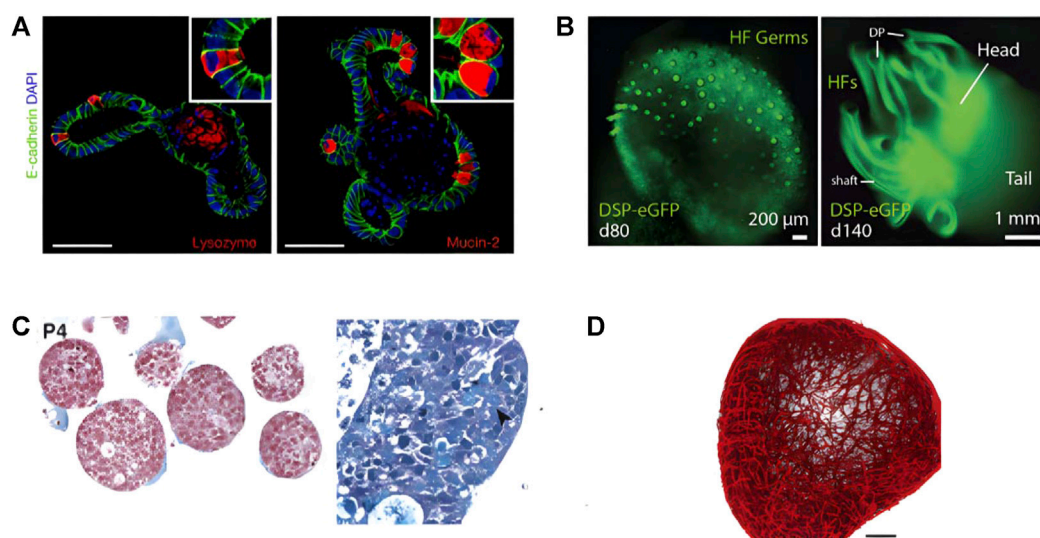 A
E-cadherin DAPI
Lysozyme
Mucin-2
B
HF Germs
DSP-eGFP
d80
200 µm
DP
Head
HFs
shaft
Tail
DSP-eGFP
d140
1 mm
C
P4
D